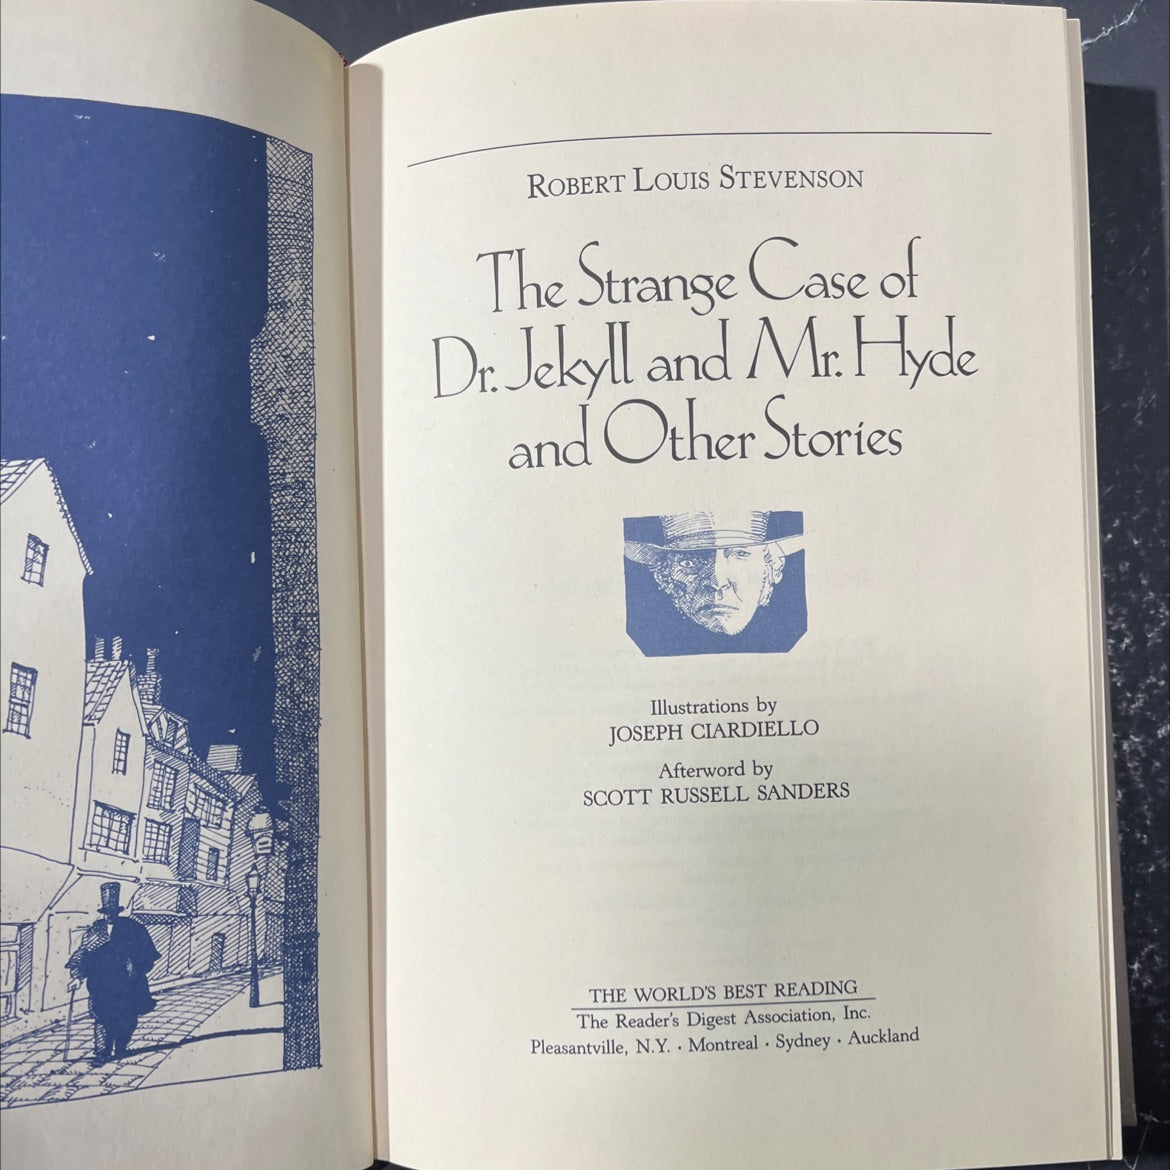 ROBERT LOUIS STEVENSON
The Strange Case of
Dr. Jekyll and Mr. Hyde
and Other Stories
Illustrations by
JOSEPH CIARDIELLO
Afterword by
SCOTT RUSSELL SANDERS
THE WORLD'S BEST READING
The Reader's Digest Association, Inc.
Pleasantville, N.Y. · Montreal · Sydney · Auckland